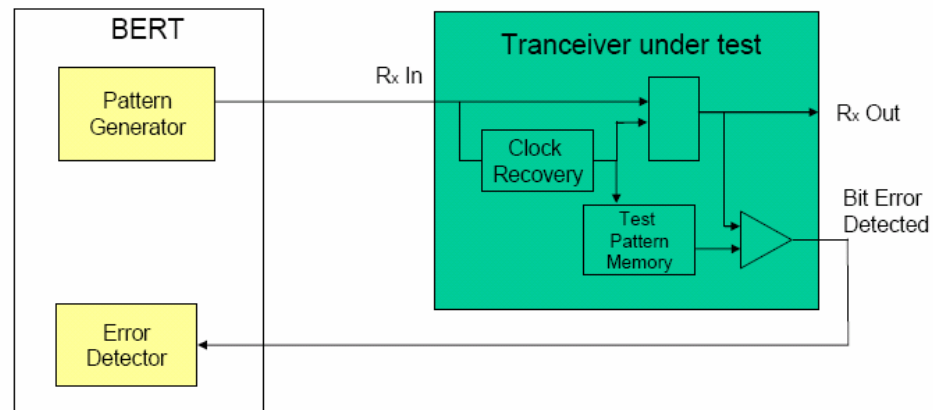 BERT
Pattern
Generator
Error
Detector
Rx In
Tranceiver under test
Clock
Recovery
Test
Pattern
Memory
Rx Out
Bit Error
Detected